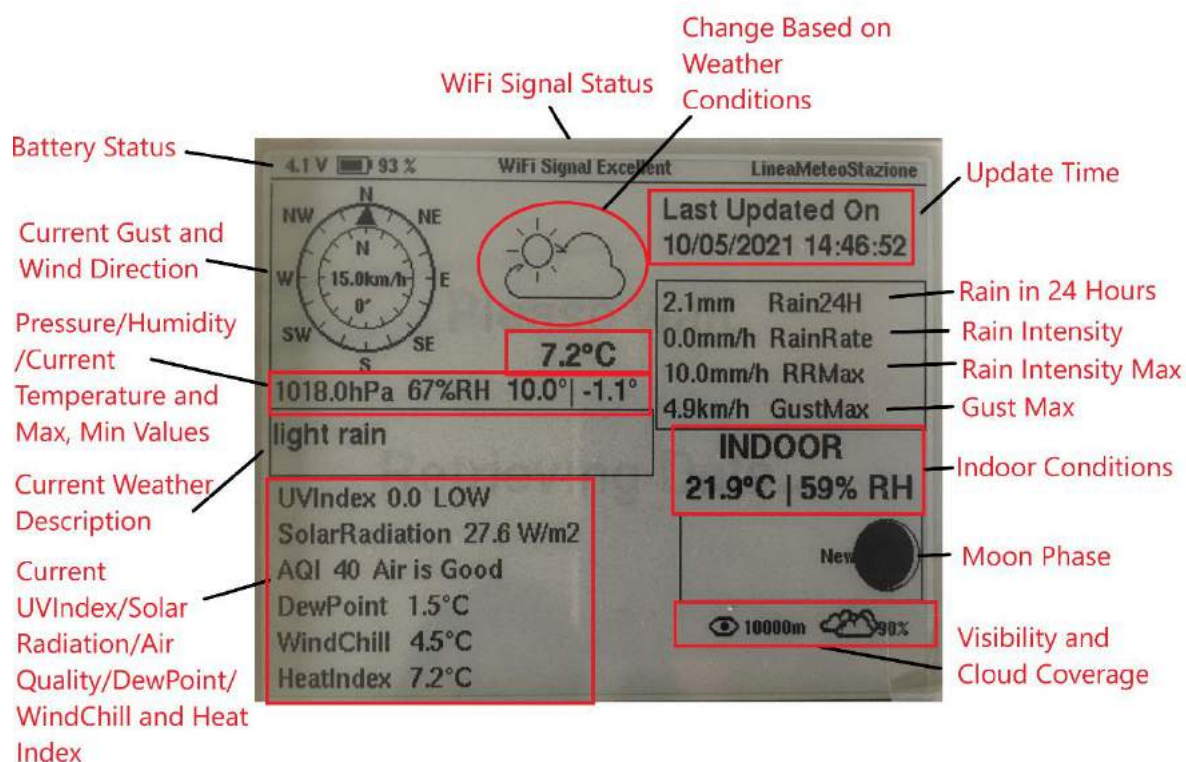 Change Based on
Weather
Conditions
WiFi Signal Status
Battery Status
4.1 V 93 % WiFi Signal Excellent LineaMeteoStazione
Update Time
Current Gust and
Wind Direction
N
NW NE
N
W 15.0km/h E
0°
SW SE
S
Last Updated On
10/05/2021 14:46:52
2.1mm Rain24H
0.0mm/h RainRate
10.0mm/h RRMax
4.9km/h GustMax
Rain in 24 Hours
Rain Intensity
Rain Intensity Max
Gust Max
Pressure/Humidity
/Current
Temperature and
Max, Min Values
7.2°C
1018.0hPa 67%RH 10.0°| -1.1°
light rain
Current Weather
Description
INDOOR
21.9°C | 59% RH
Indoor Conditions
Retrieving
UVIndex 0.0 LOW
SolarRadiation 27.6 W/m2
AQI 40 Air is Good
DewPoint 1.5°C
WindChill 4.5°C
HeatIndex 7.2°C
Current
UVIndex/Solar
Radiation/Air
Quality/DewPoint/
WindChill and Heat
Index
New
Moon Phase
10000m 90%
Visibility and
Cloud Coverage